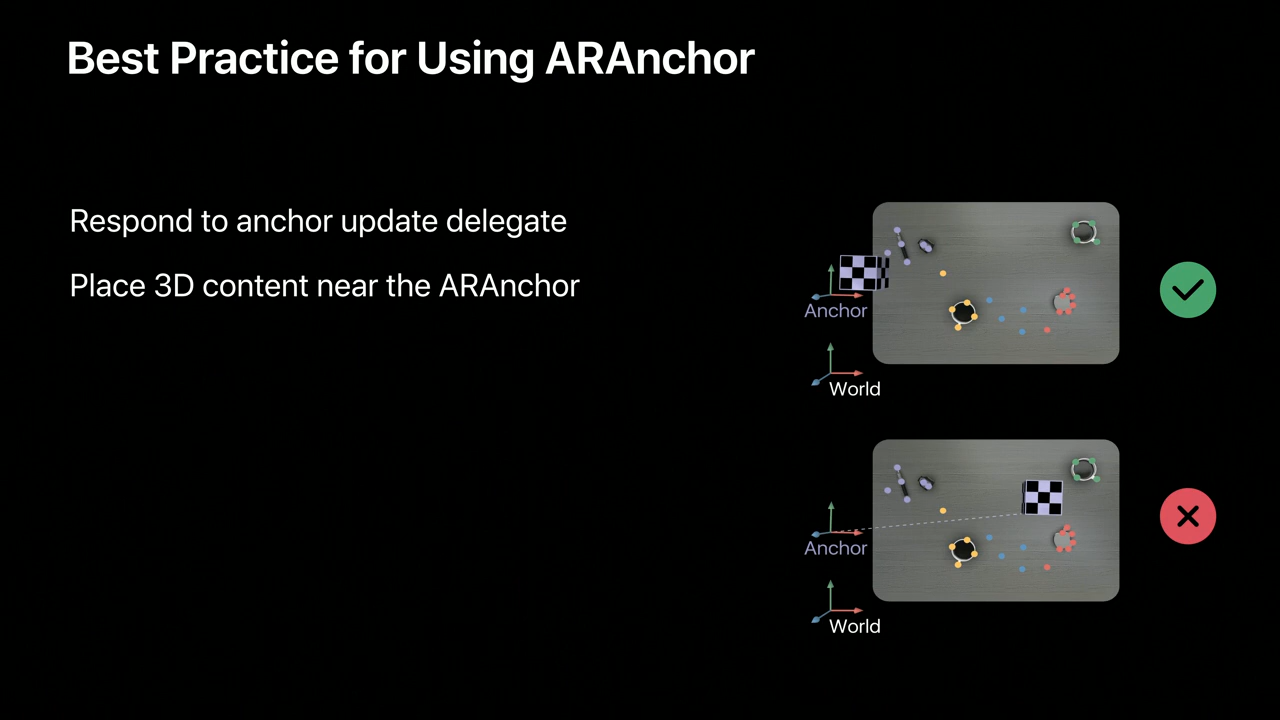 Best Practice for Using ARAnchor
Respond to anchor update delegate
Place 3D content near the ARAnchor
Anchor
World
Anchor
World